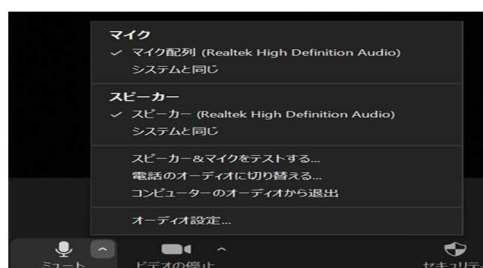 マイク
✓ マイク配列 (Realtek High Definition Audio)
システムと同じ
スピーカー
✓ スピーカー (Realtek High Definition Audio)
システムと同じ
スピーカー&マイクをテストする...
電話のオーディオに切り替える...
コンピューターのオーディオから退出
オーディオ設定...
ミュート ビデオの停止 セキュリテ